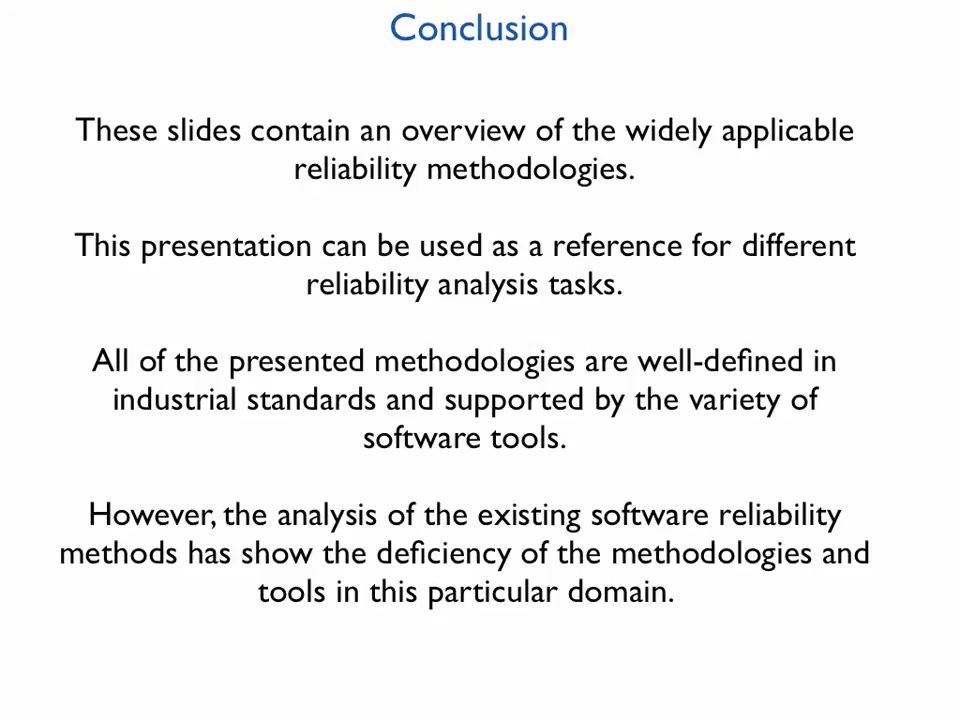 Conclusion
These slides contain an overview of the widely applicable
reliability methodologies.
This presentation can be used as a reference for different
reliability analysis tasks.
All of the presented methodologies are well-defined in
industrial standards and supported by the variety of
software tools.
However, the analysis of the existing software reliability
methods has show the deficiency of the methodologies and
tools in this particular domain.